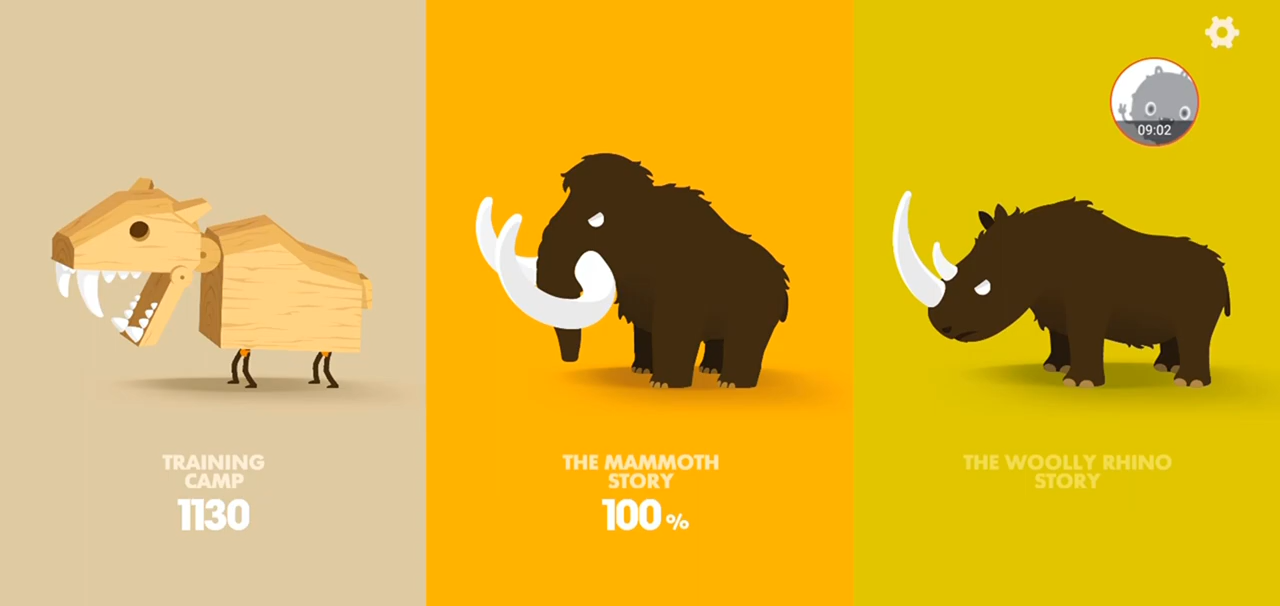 09:02
TRAINING
CAMP
1130
THE MAMMOTH
STORY
100 %
THE WOOLLY RHINO
STORY